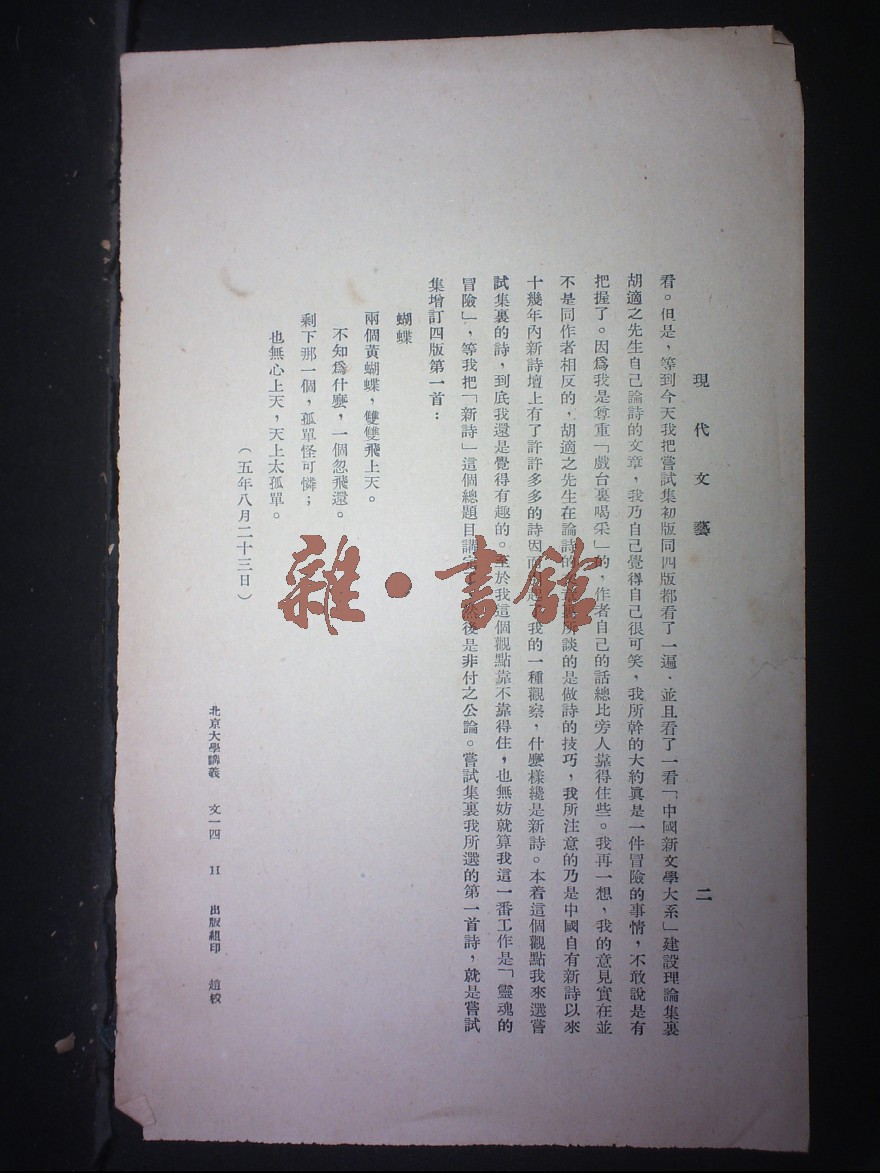 現代文藝
二
看。但是，等到今天我把嘗試集初版同四版都看了一遍，並且看了一看「中國新文學大系」建設理論集裏
胡適之先生自己論詩的文章，我乃自己覺得自己很可笑，我所幹的大約眞是一件冒險的事情，不敢說是有
把握了。因爲我是尊重「戲台裏喝采」的，作者自己的話總比旁人靠得住些。我再一想，我的意見實在並
不是同作者相反的，胡適之先生在論詩的所談的是做詩的技巧，我所注意的乃是中國自有新詩以來
十幾年內新詩壇上有了許許多多的詩因而起了我的一種觀察，什麼樣纔是新詩。本着這個觀點我來選嘗
試集裏的詩，到底我還是覺得有趣的。至於我這個觀點靠不靠得住，也無妨就算我這一番工作是「靈魂的
冒險」，等我把「新詩」這個總題目講完了，然後是非付之公論。嘗試集裏我所選的第一首詩，就是嘗試
集增訂四版第一首：
蝴蝶
兩個黃蝴蝶，雙雙飛上天。
不知爲什麼，一個忽飛還。
剩下那一個，孤單怪可憐；
也無心上天，天上太孤單。
（五年八月二十三日）
北京大學講義 文一四 II 出版組印 趙校
雜·書館